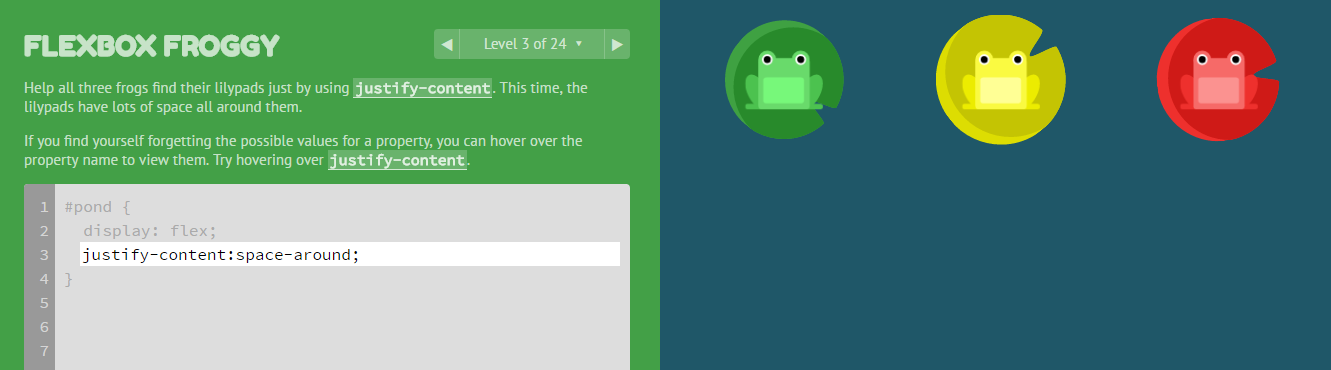 FLEXBOX FROGGY
◀ Level 3 of 24 ▼ ▶
Help all three frogs find their lilypads just by using justify-content. This time, the
lilypads have lots of space all around them.
If you find yourself forgetting the possible values for a property, you can hover over the
property name to view them. Try hovering over justify-content.
1 #pond {
2 display: flex;
3 justify-content:space-around;
4 }
5
6
7